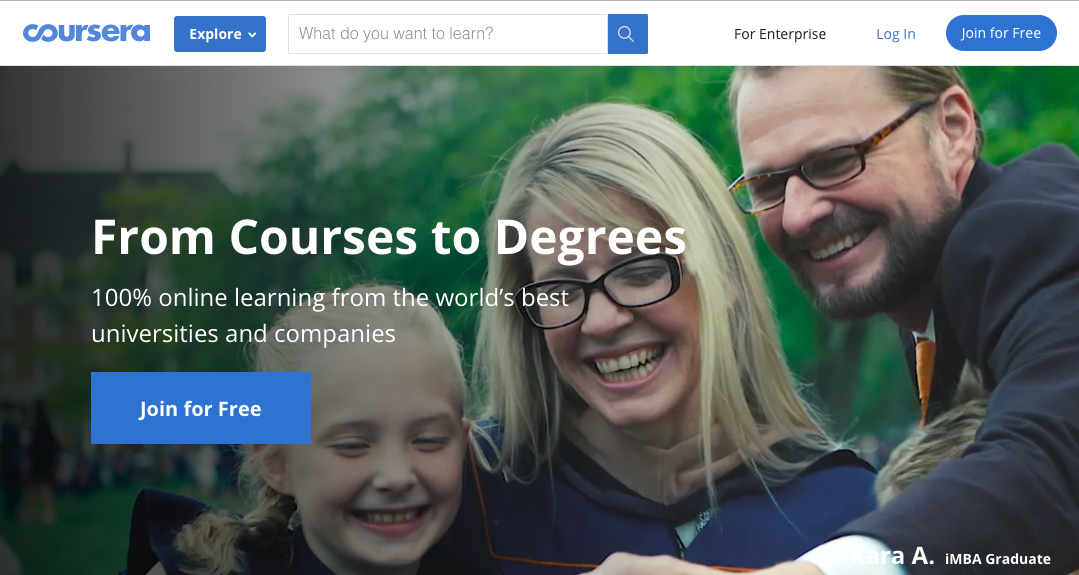 coursera
Explore
What do you want to learn?
For Enterprise
Log In
Join for Free
From Courses to Degrees
100% online learning from the world's best
universities and companies
Join for Free
Kara A. iMBA Graduate